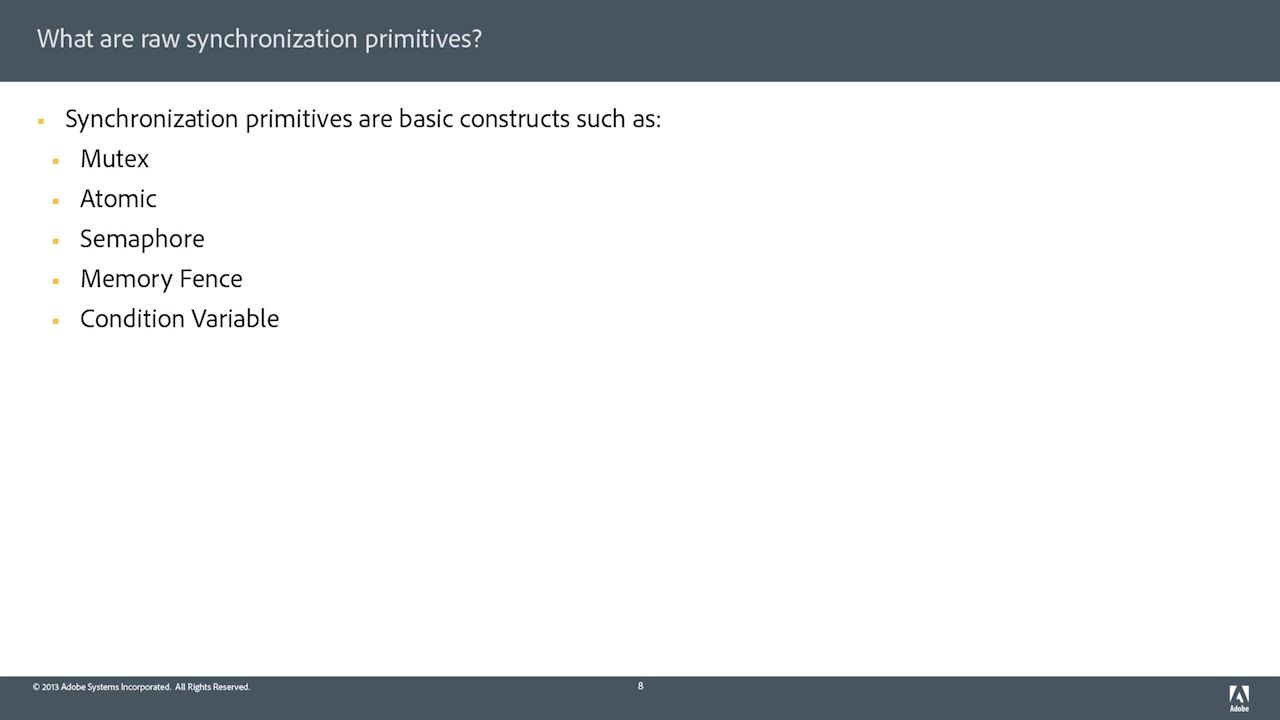 What are raw synchronization primitives?
Synchronization primitives are basic constructs such as:
Mutex
Atomic
Semaphore
Memory Fence
Condition Variable
© 2013 Adobe Systems Incorporated. All Rights Reserved.
8
Adobe